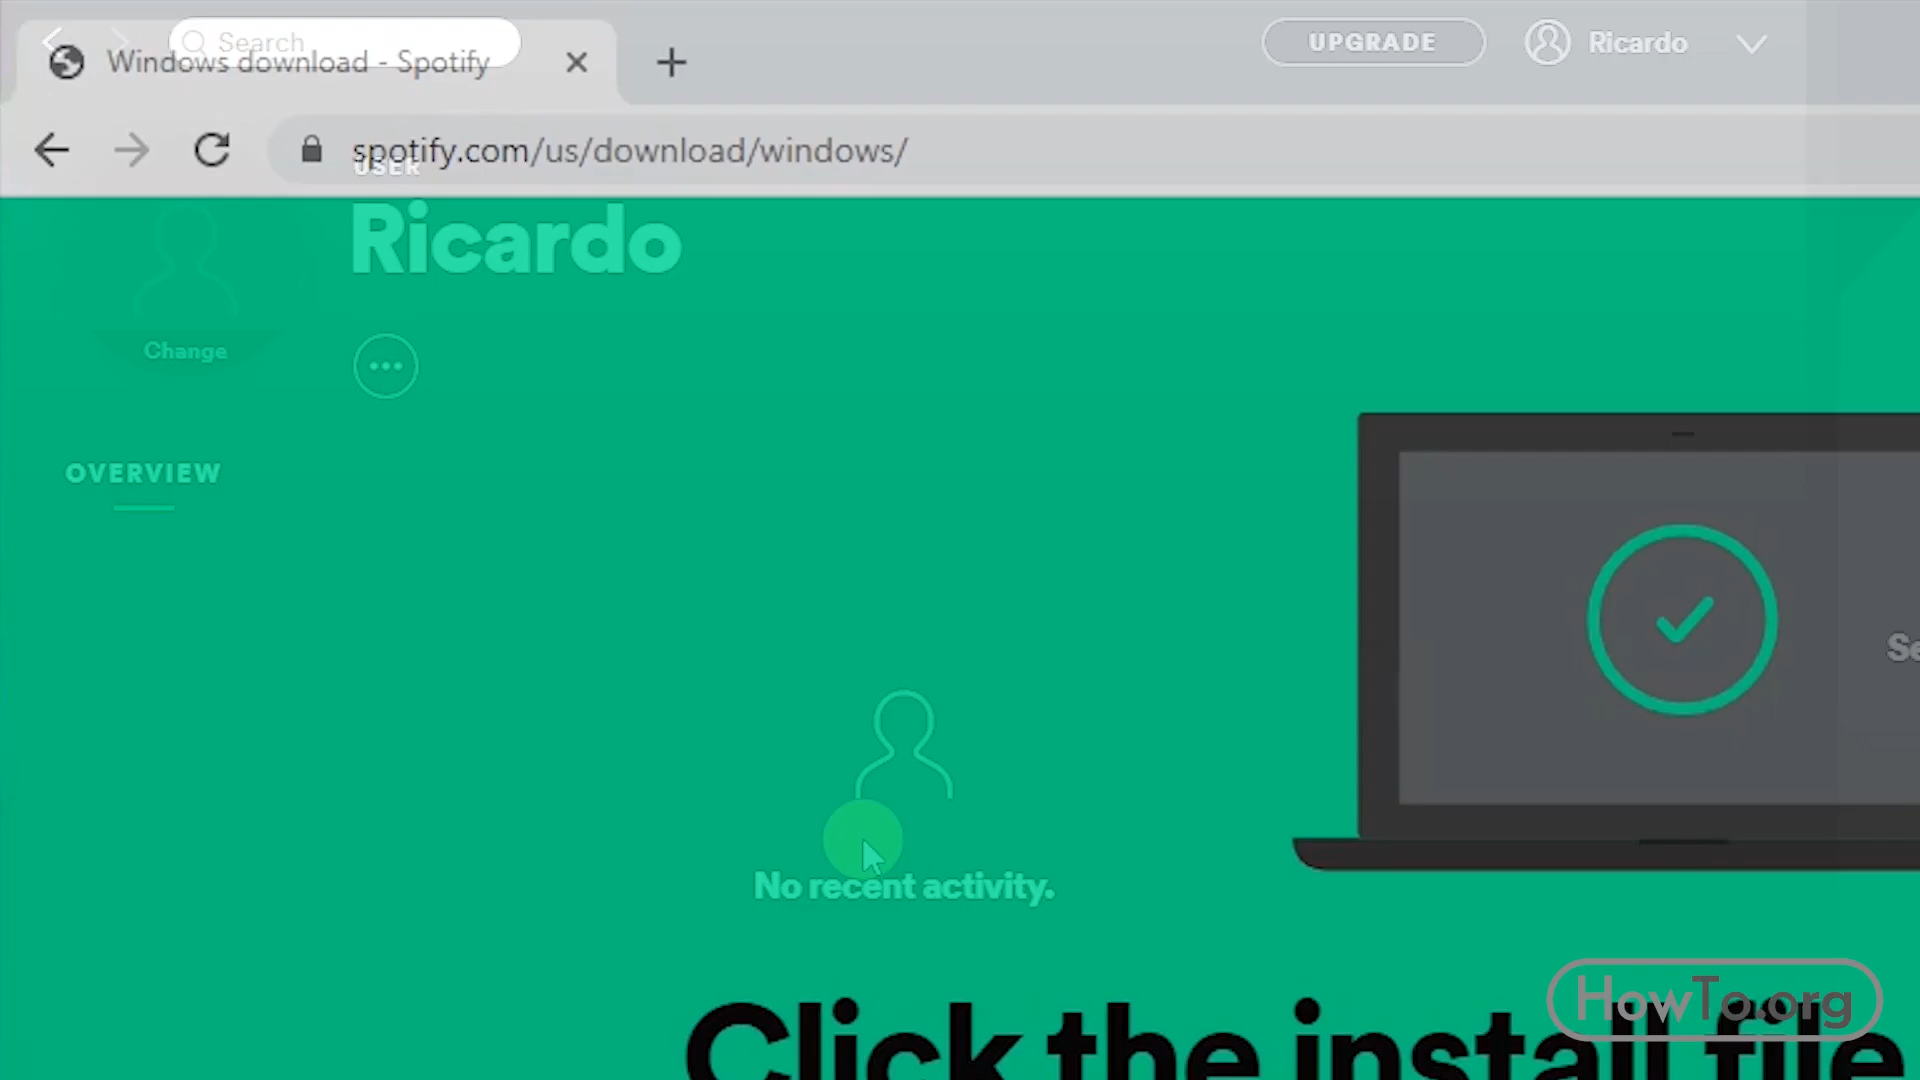 Search
UPGRADE
Ricardo
Windows download - Spotify
spotify.com/us/download/windows/
USER
Ricardo
Change
OVERVIEW
Se
No recent activity.
Click the install file
HowTo.org